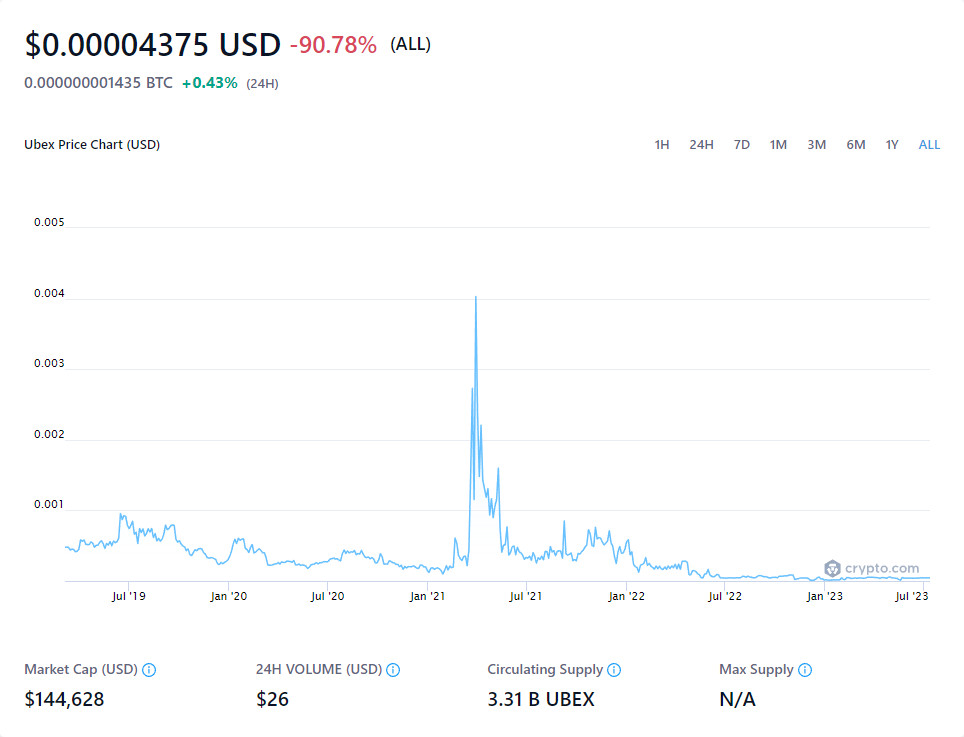 $0.00004375 USD -90.78% (ALL)
0.000000001435 BTC +0.43% (24H)
Ubex Price Chart (USD) 1H 24H 7D 1M 3M 6M 1Y ALL
0.005
0.004
0.003
0.002
0.001
crypto.com
Jul '19 Jan '20 Jul '20 Jan '21 Jul '21 Jan '22 Jul '22 Jan '23 Jul '23
Market Cap (USD) 24H VOLUME (USD) Circulating Supply Max Supply
$144,628 $26 3.31 B UBEX N/A